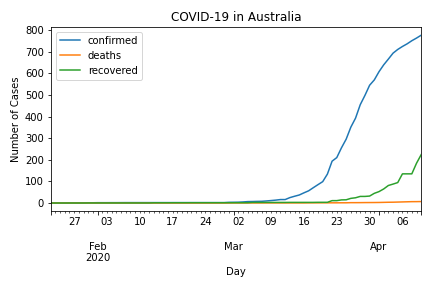 COVID-19 in Australia
confirmed
deaths
recovered
Number of Cases
800
700
600
500
400
300
200
100
0
27 03 10 17 24 02 09 16 23 30 06
Feb Mar Apr
2020
Day